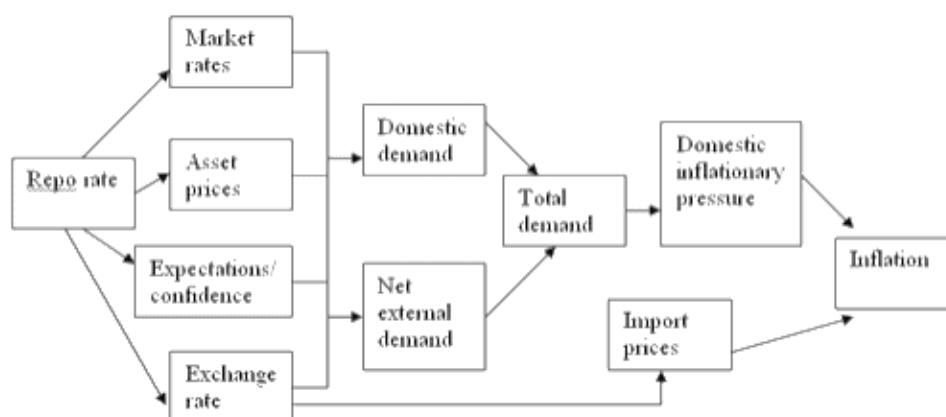 Market
rates
Repo rate
Asset
prices
Expectations/
confidence
Exchange
rate
Domestic
demand
Net
external
demand
Total
demand
Domestic
inflationary
pressure
Import
prices
Inflation